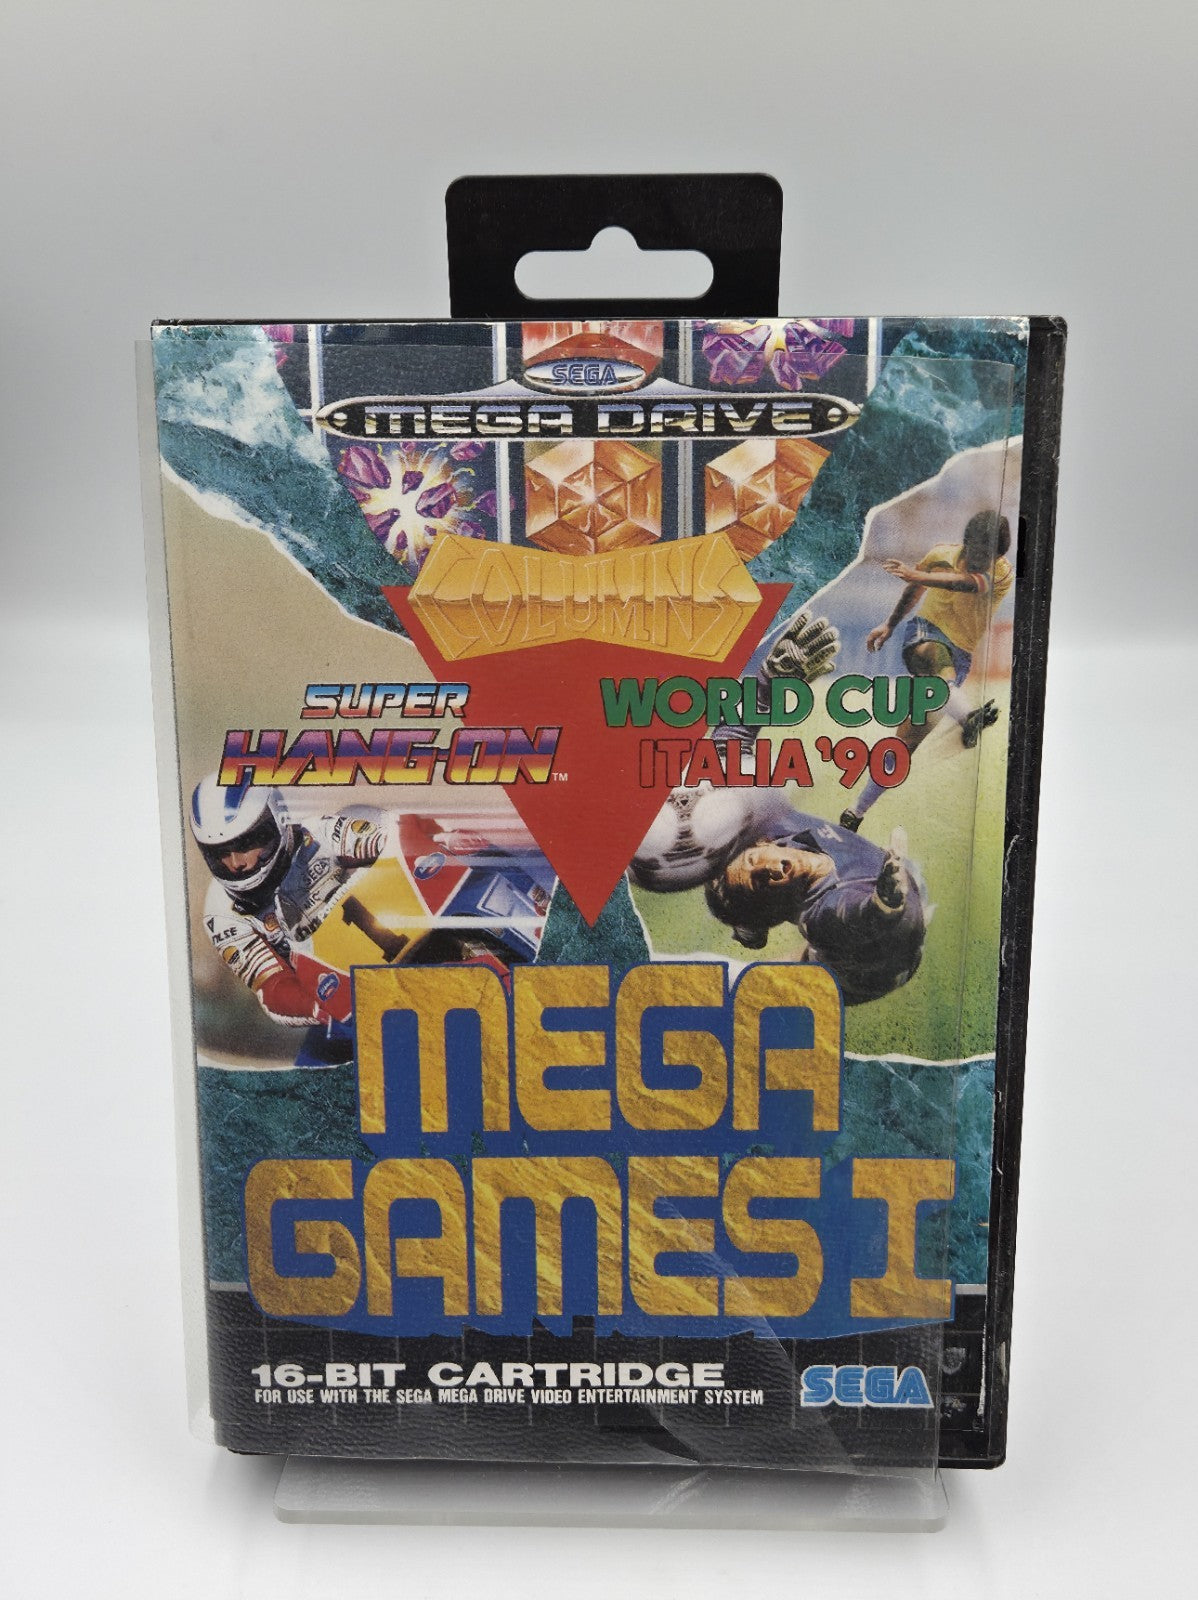 SEGA
MEGA DRIVE
COLUMNS
SUPER
HANG-ON™
WORLD CUP
ITALIA '90
MEGA
GAMES I
16-BIT CARTRIDGE
FOR USE WITH THE SEGA MEGA DRIVE VIDEO ENTERTAINMENT SYSTEM
SEGA